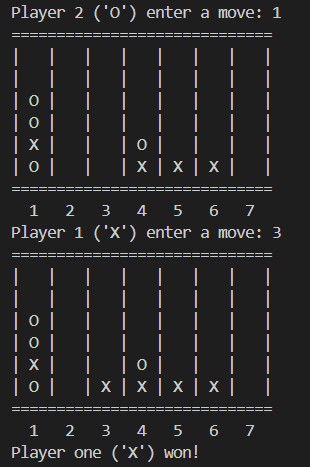 Player 2 ('O') enter a move: 1
=============================
|   |   |   |   |   |   |   |
|   |   |   |   |   |   |   |
| O |   |   |   |   |   |   |
| O |   |   |   |   |   |   |
| X |   |   | O |   |   |   |
| O |   |   | X | X | X |   |
=============================
  1   2   3   4   5   6   7
Player 1 ('X') enter a move: 3
=============================
|   |   |   |   |   |   |   |
|   |   |   |   |   |   |   |
| O |   |   |   |   |   |   |
| O |   |   |   |   |   |   |
| X |   |   | O |   |   |   |
| O |   | X | X | X | X |   |
=============================
  1   2   3   4   5   6   7
Player one ('X') won!